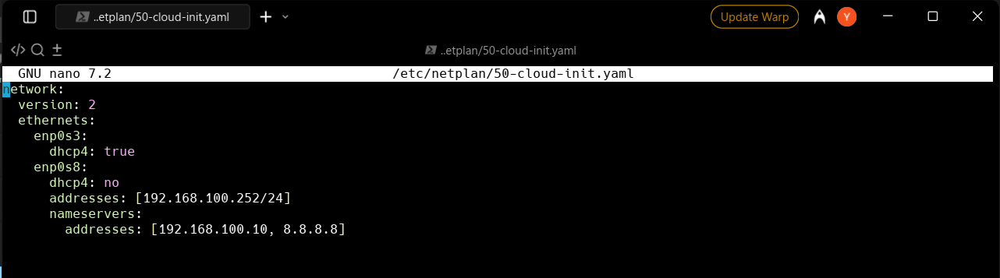 ..etplan/50-cloud-init.yaml
Update Warp
Y
..etplan/50-cloud-init.yaml
GNU nano 7.2 /etc/netplan/50-cloud-init.yaml
network:
  version: 2
  ethernets:
    enp0s3:
      dhcp4: true
    enp0s8:
      dhcp4: no
      addresses: [192.168.100.252/24]
      nameservers:
        addresses: [192.168.100.10, 8.8.8.8]